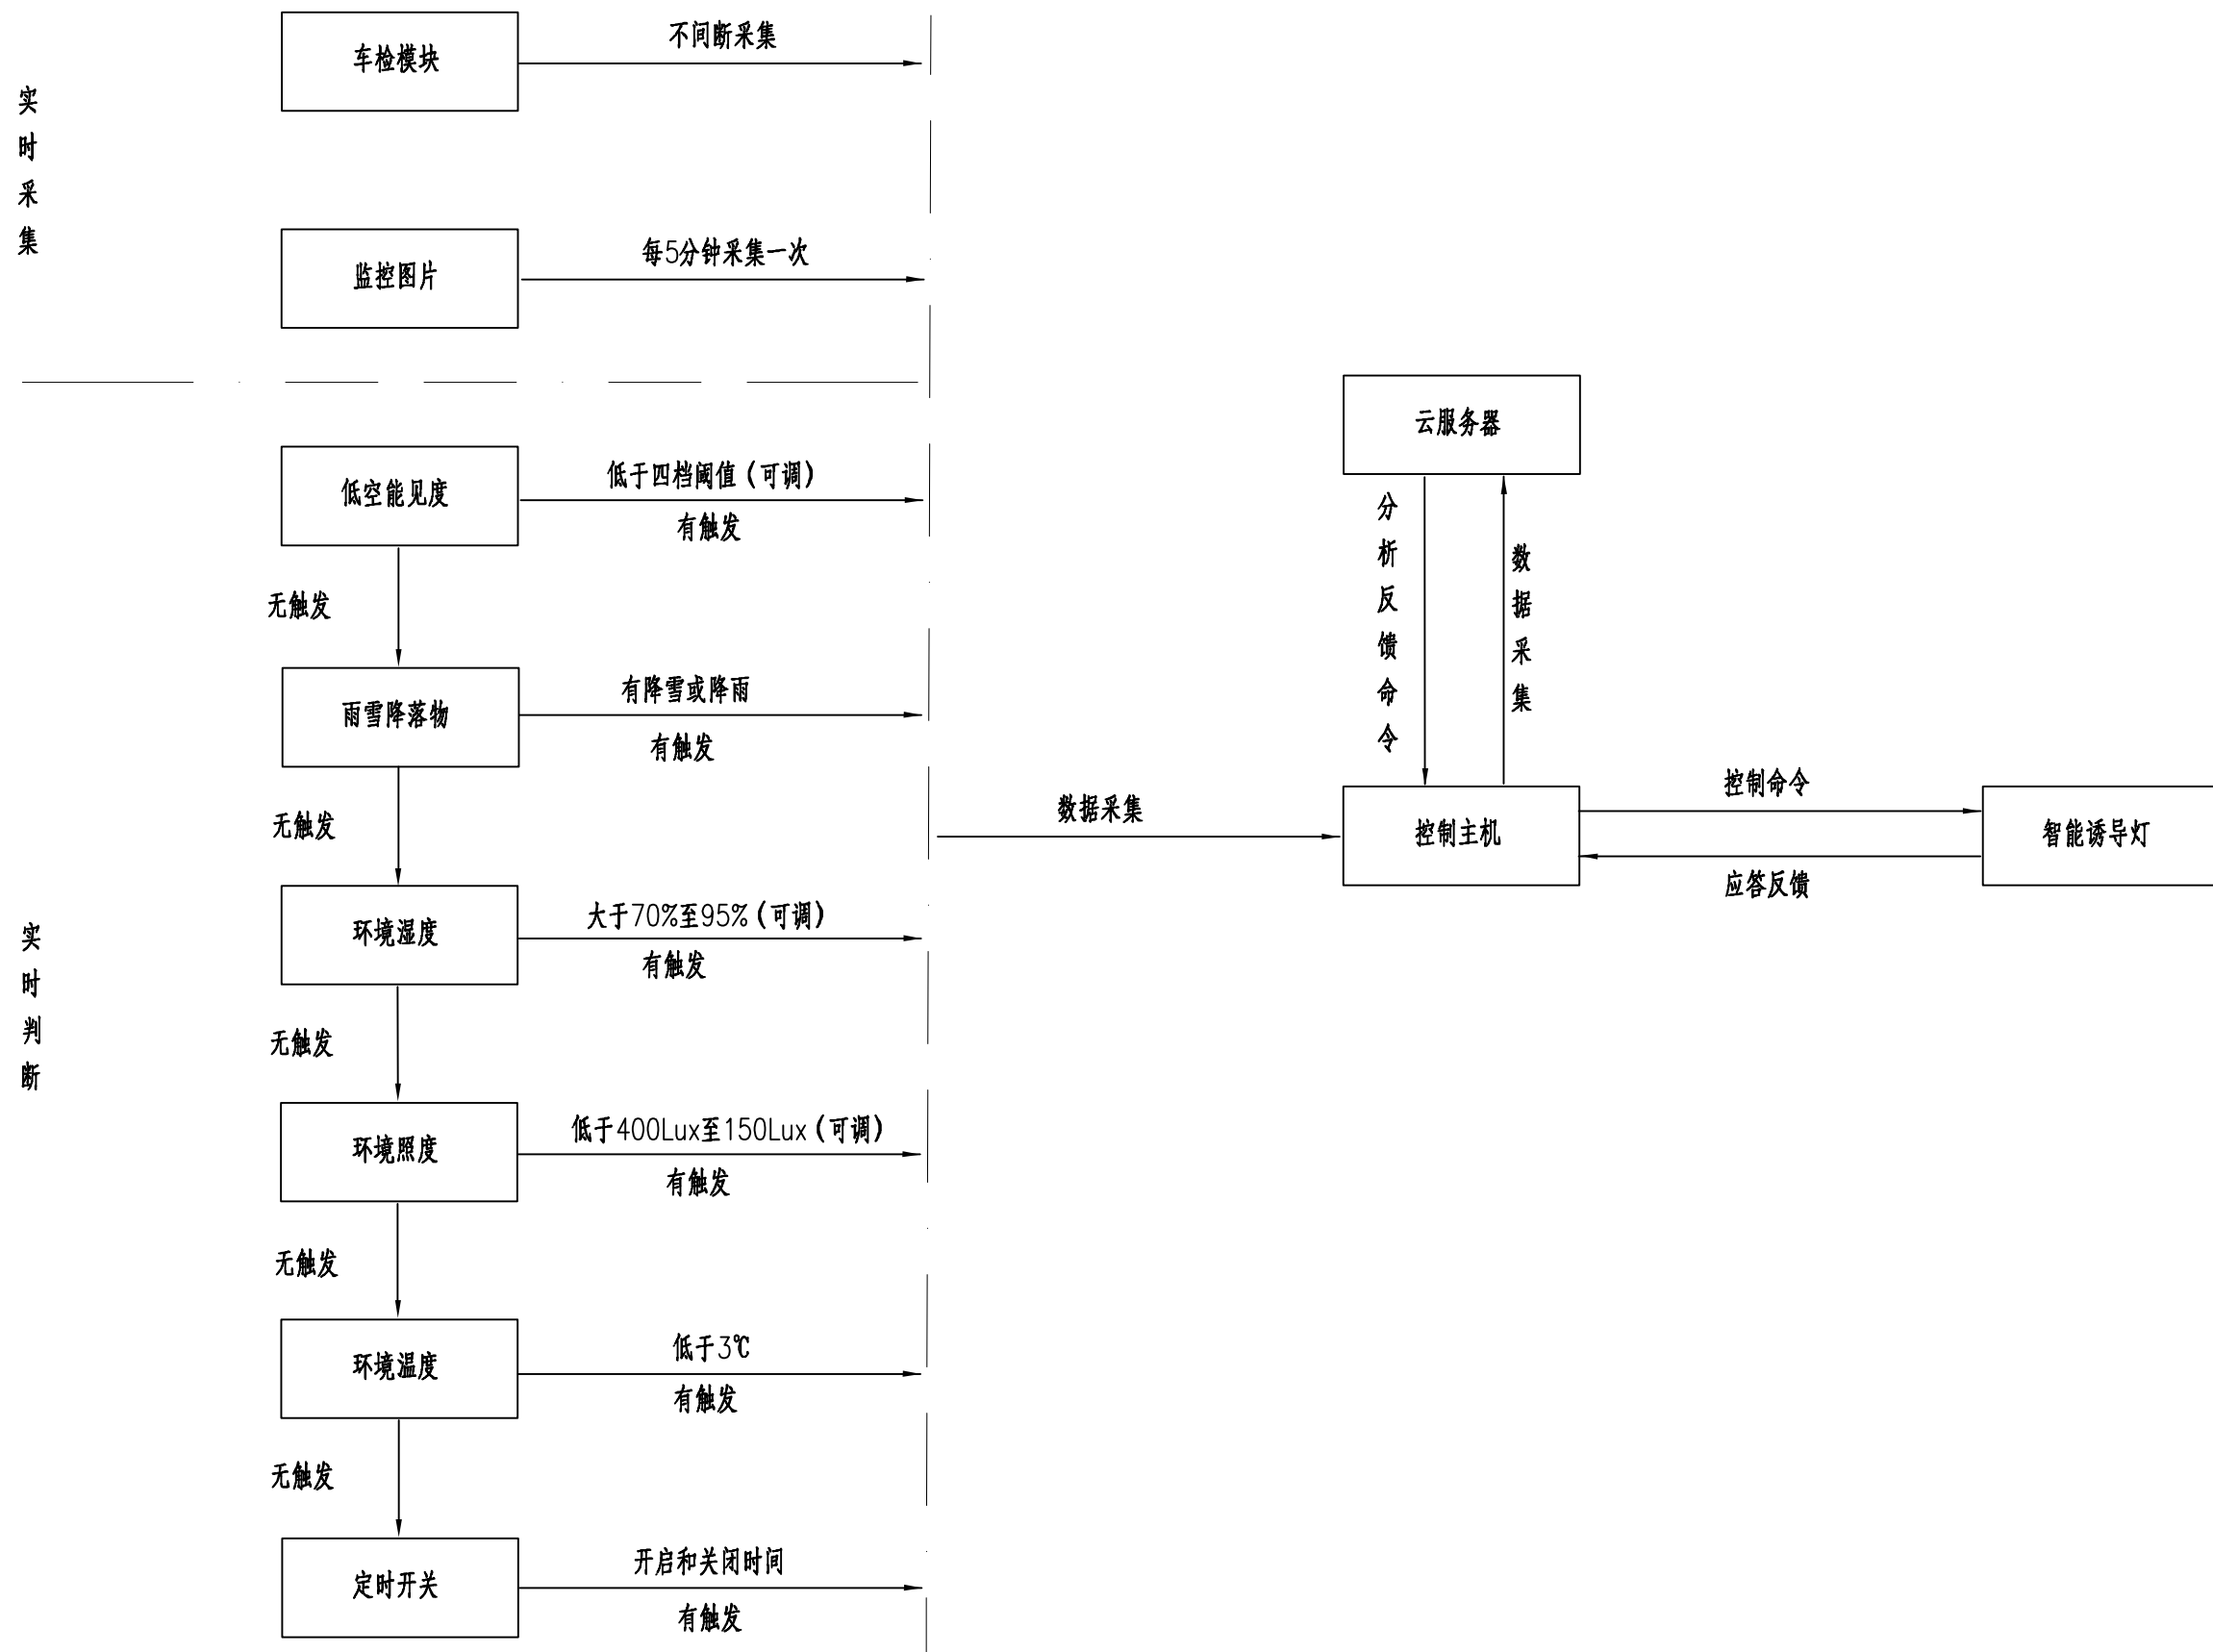 实时采集
车检模块
不间断采集
监控图片
每5分钟采集一次
实时判断
低空能见度
低于四档阈值（可调）
有触发
无触发
雨雪降落物
有降雪或降雨
有触发
无触发
环境湿度
大于70%至95%（可调）
有触发
无触发
环境照度
低于400Lux至150Lux（可调）
有触发
无触发
环境温度
低于3℃
有触发
无触发
定时开关
开启和关闭时间
有触发
数据采集
云服务器
分析反馈命令
数据采集
控制主机
控制命令
应答反馈
智能诱导灯